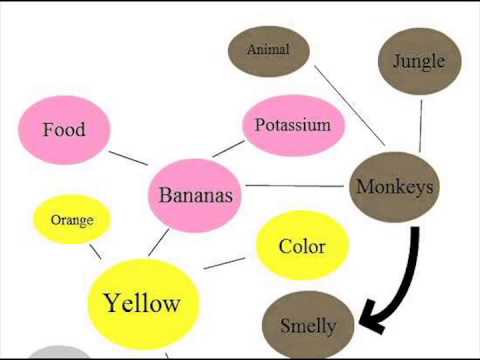 Animal
Jungle
Food
Potassium
Bananas
Monkeys
Orange
Color
Yellow
Smelly